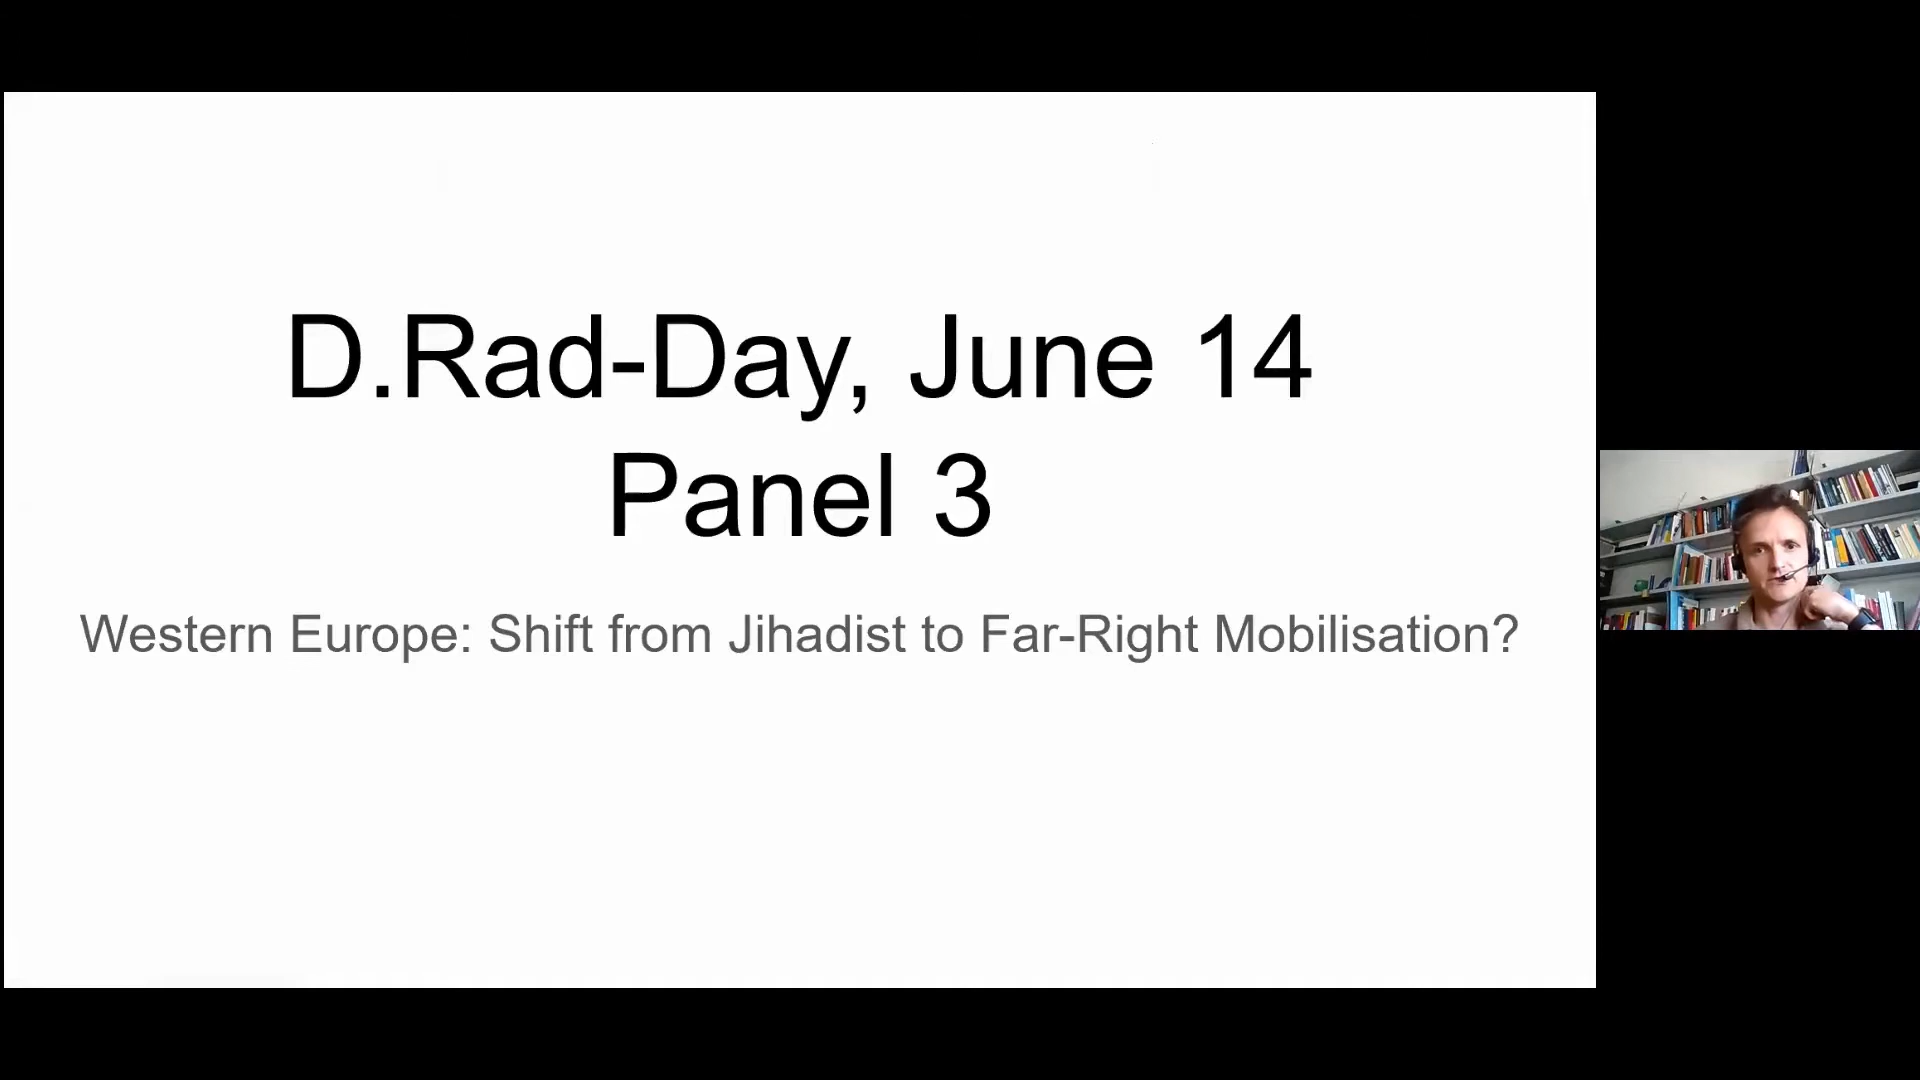 D.Rad-Day, June 14
Panel 3
Western Europe: Shift from Jihadist to Far-Right Mobilisation?